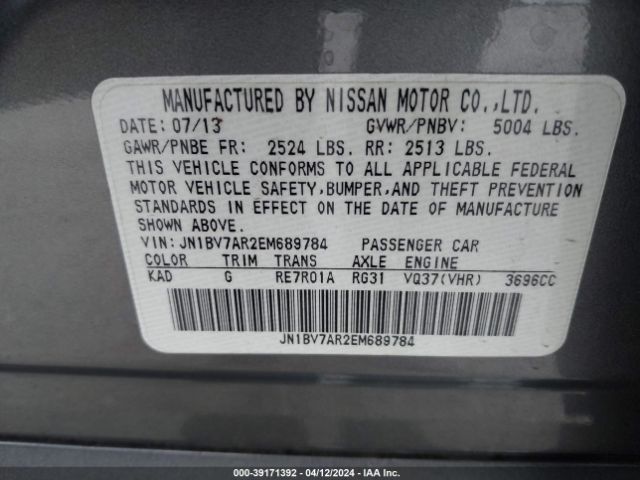 MANUFACTURED BY NISSAN MOTOR CO.,LTD.
DATE: 07/13 GVWR/PNBV: 5004 LBS.
GAWR/PNBE FR: 2524 LBS. RR: 2513 LBS.
THIS VEHICLE CONFORMS TO ALL APPLICABLE FEDERAL
MOTOR VEHICLE SAFETY,BUMPER,AND THEFT PREVENTION
STANDARDS IN EFFECT ON THE DATE OF MANUFACTURE
SHOWN ABOVE.
VIN: JN1BV7AR2EM689784 PASSENGER CAR
COLOR TRIM TRANS AXLE ENGINE
KAD G RE7R01A RG31 VQ37(VHR) 3696CC
JN1BV7AR2EM689784
000-39171392 - 04/12/2024 - IAA Inc.